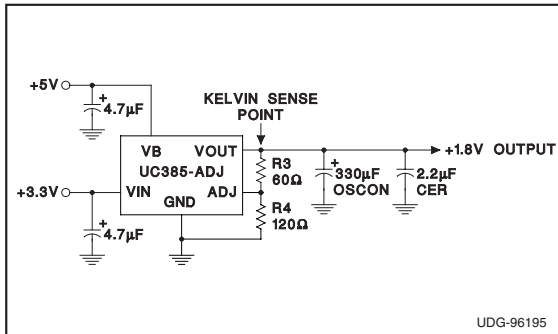 +5V
+
4.7µF
KELVIN SENSE
POINT
VB
VOUT
UC385-ADJ
+3.3V
VIN
ADJ
GND
+
4.7µF
R3
60Ω
R4
120Ω
+
330µF
OSCON
2.2µF
CER
+1.8V OUTPUT
UDG-96195